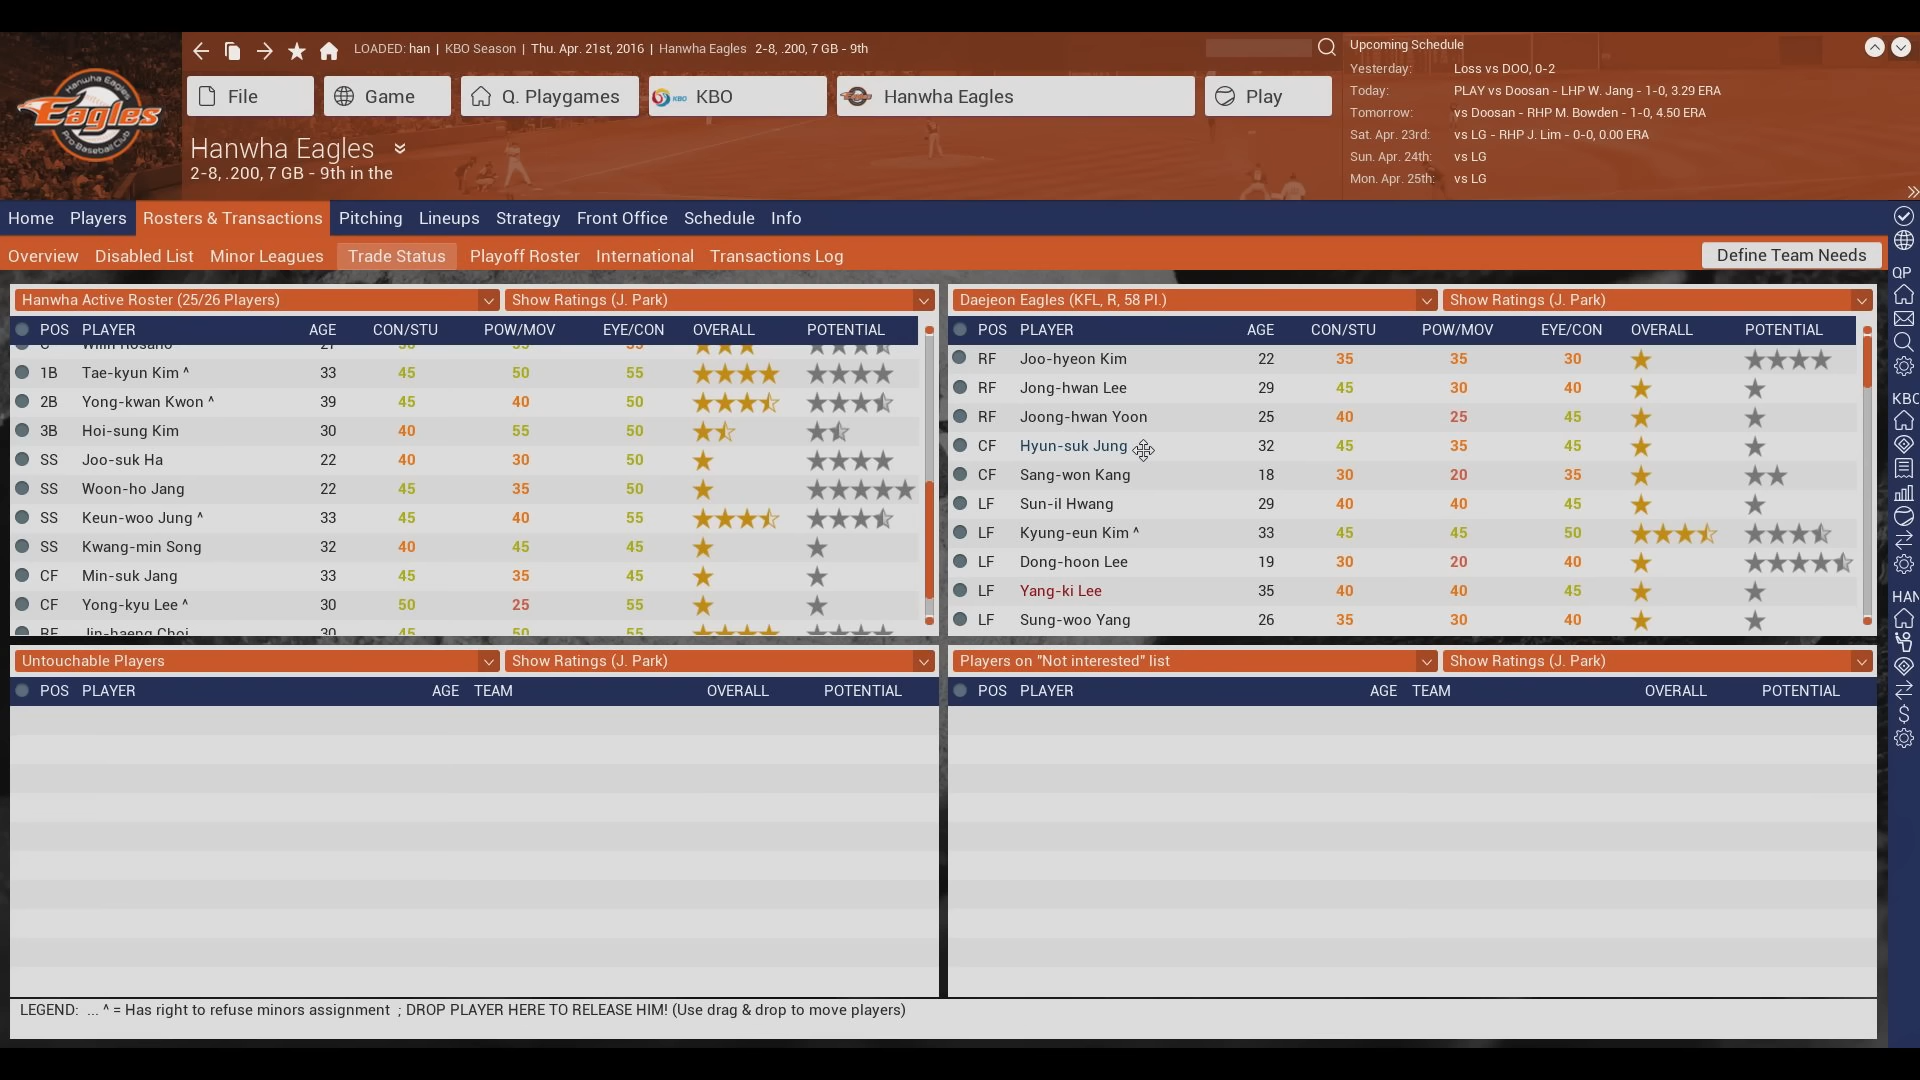 LOADED: han | KBO Season | Thu. Apr. 21st, 2016 | Hanwha Eagles 2-8, .200, 7 GB - 9th
File Game Q. Playgames KBO Hanwha Eagles Play
Hanwha Eagles
PRO-Baseball Club
Eagles
Hanwha Eagles
2-8, .200, 7 GB - 9th in the
Upcoming Schedule
Yesterday: Loss vs DOO, 0-2
Today: PLAY vs Doosan - LHP W. Jang - 1-0, 3.29 ERA
Tomorrow: vs Doosan - RHP M. Bowden - 1-0, 4.50 ERA
Sat. Apr. 23rd: vs LG - RHP J. Lim - 0-0, 0.00 ERA
Sun. Apr. 24th: vs LG
Mon. Apr. 25th: vs LG
Home Players Rosters & Transactions Pitching Lineups Strategy Front Office Schedule Info
Overview Disabled List Minor Leagues Trade Status Playoff Roster International Transactions Log Define Team Needs
Hanwha Active Roster (25/26 Players) Show Ratings (J. Park)
POS PLAYER AGE CON/STU POW/MOV EYE/CON OVERALL POTENTIAL
1B Tae-kyun Kim ^ 33 45 50 55
2B Yong-kwan Kwon ^ 39 45 40 50
3B Hoi-sung Kim 30 40 55 50
SS Joo-suk Ha 22 40 30 50
SS Woon-ho Jang 22 45 35 50
SS Keun-woo Jung ^ 33 45 40 55
SS Kwang-min Song 32 40 45 45
CF Min-suk Jang 33 45 35 45
CF Yong-kyu Lee ^ 30 50 25 55
RF Jin-haeng Choi 30 45 50 55
Daejeon Eagles (KFL, R, 58 Pl.) Show Ratings (J. Park)
POS PLAYER AGE CON/STU POW/MOV EYE/CON OVERALL POTENTIAL
RF Joo-hyeon Kim 22 35 35 30
RF Jong-hwan Lee 29 45 30 40
RF Joong-hwan Yoon 25 40 25 45
CF Hyun-suk Jung 32 45 35 45
CF Sang-won Kang 18 30 20 35
LF Sun-il Hwang 29 40 40 45
LF Kyung-eun Kim ^ 33 45 45 50
LF Dong-hoon Lee 19 30 20 40
LF Yang-ki Lee 35 40 40 45
LF Sung-woo Yang 26 35 30 40
Untouchable Players Show Ratings (J. Park)
POS PLAYER AGE TEAM OVERALL POTENTIAL
Players on "Not interested" list Show Ratings (J. Park)
POS PLAYER AGE TEAM OVERALL POTENTIAL
LEGEND: ... ^ = Has right to refuse minors assignment ; DROP PLAYER HERE TO RELEASE HIM! (Use drag & drop to move players)
QP
KBO
HAN